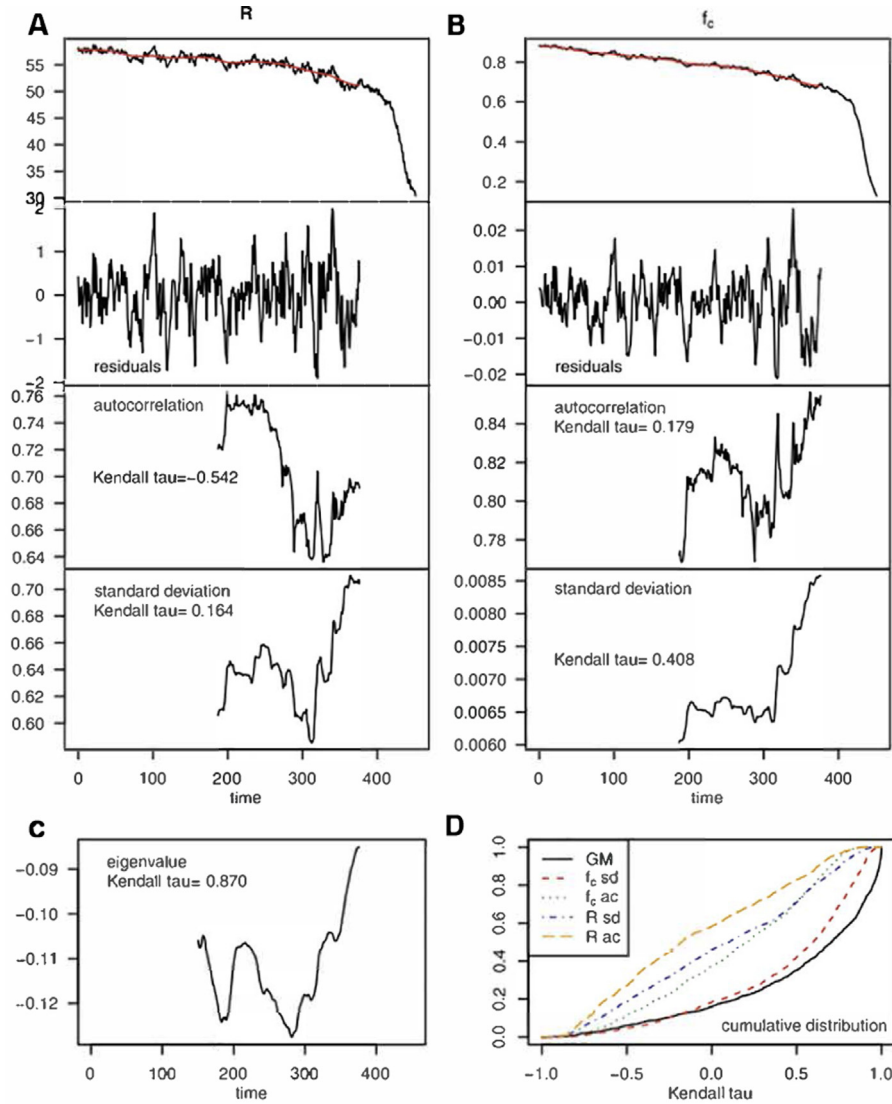 A
R
55
50
45
40
35
30
2
1
0
−1
−2
residuals
0.76
0.74
0.72
0.70
0.68
0.66
0.64
autocorrelation
Kendall tau=−0.542
0.70
0.68
0.66
0.64
0.62
0.60
standard deviation
Kendall tau= 0.164
0 100 200 300 400
time
B
fc
0.8
0.6
0.4
0.2
0.02
0.01
0.00
−0.01
−0.02
residuals
0.84
0.82
0.80
0.78
autocorrelation
Kendall tau= 0.179
0.0085
0.0080
0.0075
0.0070
0.0065
0.0060
standard deviation
Kendall tau= 0.408
0 100 200 300 400
time
C
−0.09
−0.10
−0.11
−0.12
eigenvalue
Kendall tau= 0.870
0 100 200 300 400
time
D
GM
fc sd
fc ac
R sd
R ac
0.0 0.2 0.4 0.6 0.8 1.0
cumulative distribution
−1.0 −0.5 0.0 0.5 1.0
Kendall tau